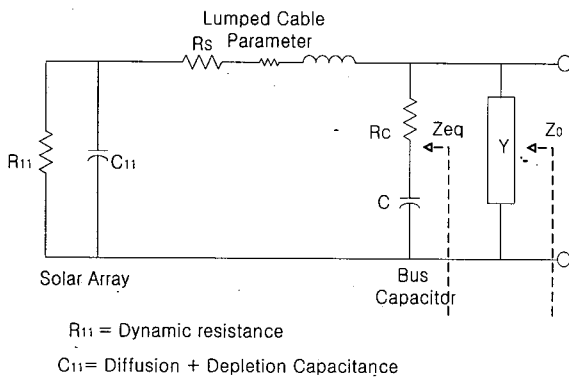 Lumped Cable
Parameter
Rs
R11
C11
Rc
Zeq
Y
Zo
C
Solar Array
Bus
Capacitor
R11 = Dynamic resistance
C11= Diffusion + Depletion Capacitance